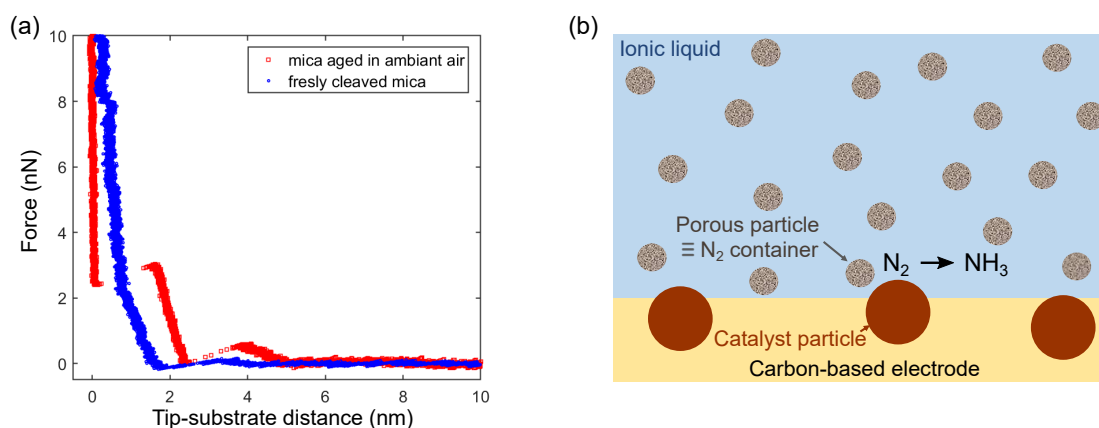 (a)
10
8
6
4
2
0
Force (nN)
mica aged in ambiant air
fresly cleaved mica
0 2 4 6 8 10
Tip-substrate distance (nm)
(b)
Ionic liquid
Porous particle
≡ N₂ container
N₂ → NH₃
Catalyst particle
Carbon-based electrode